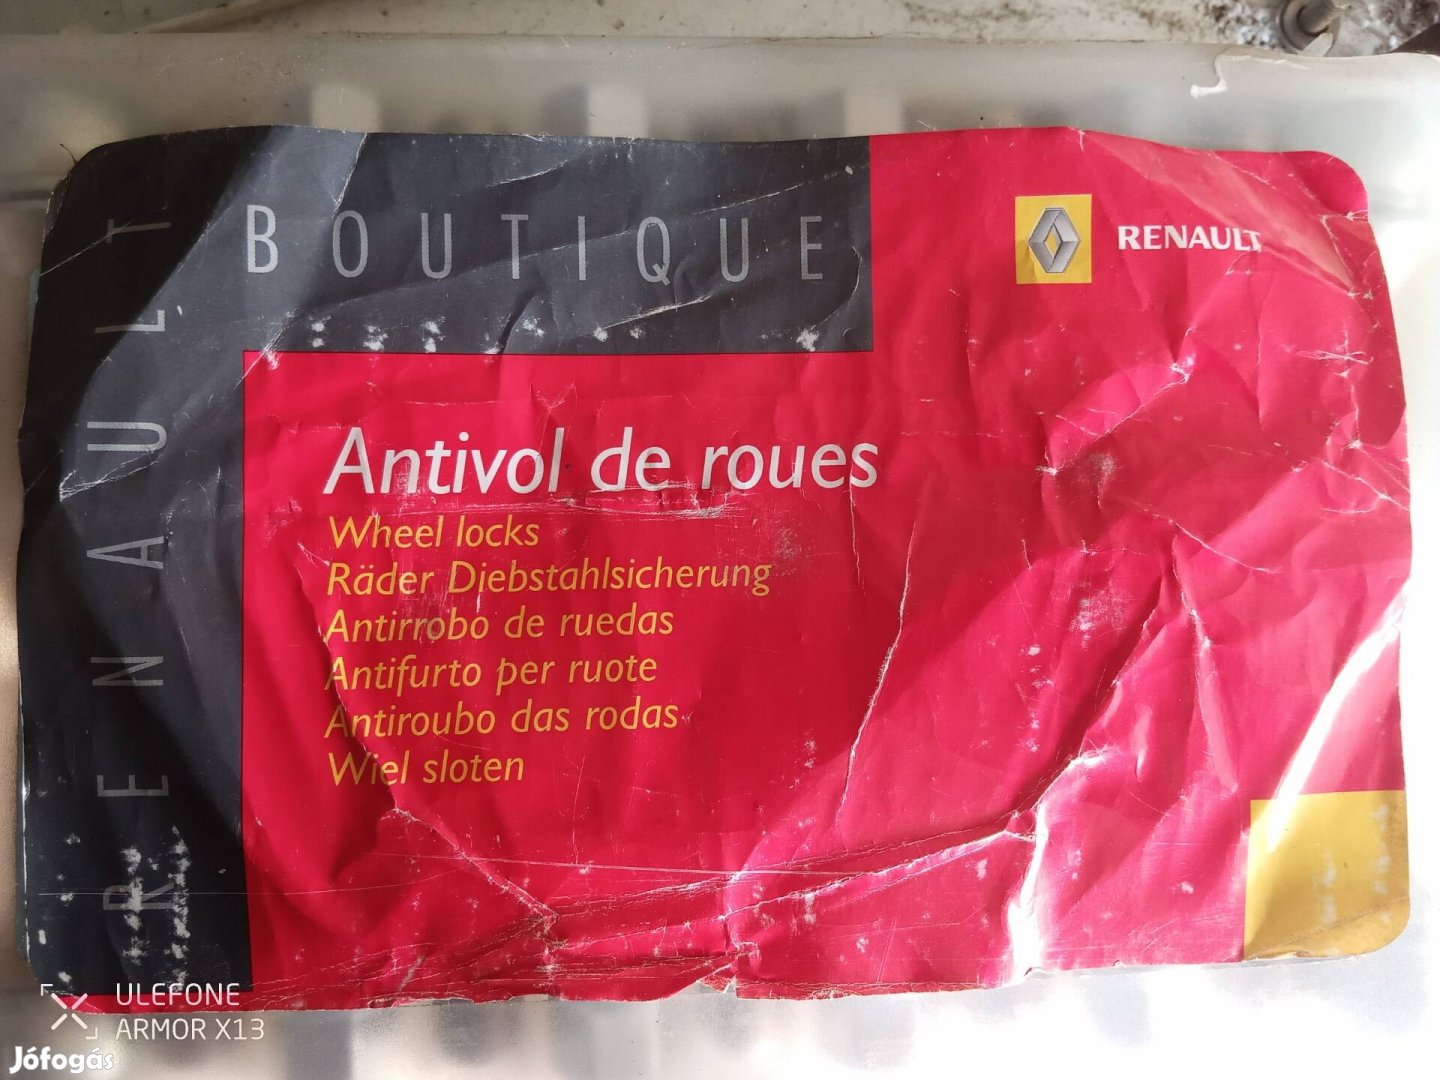 BOUTIQUE
RENAULT
RENAULT
Antivol de roues
Wheel locks
Räder Diebstahlsicherung
Antirrobo de ruedas
Antifurto per ruote
Antiroubo das rodas
Wiel sloten
ULEFONE
ARMOR X13
Jófogás